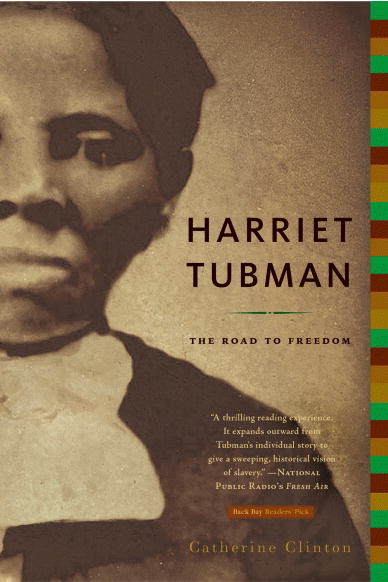 HARRIET
TUBMAN
THE ROAD TO FREEDOM
“A thrilling reading experience.
It expands outward from
Tubman's individual story to
give a sweeping, historical vision
of slavery.” —NATIONAL
PUBLIC RADIO'S FRESH AIR
Back Bay Readers' Pick
Catherine Clinton